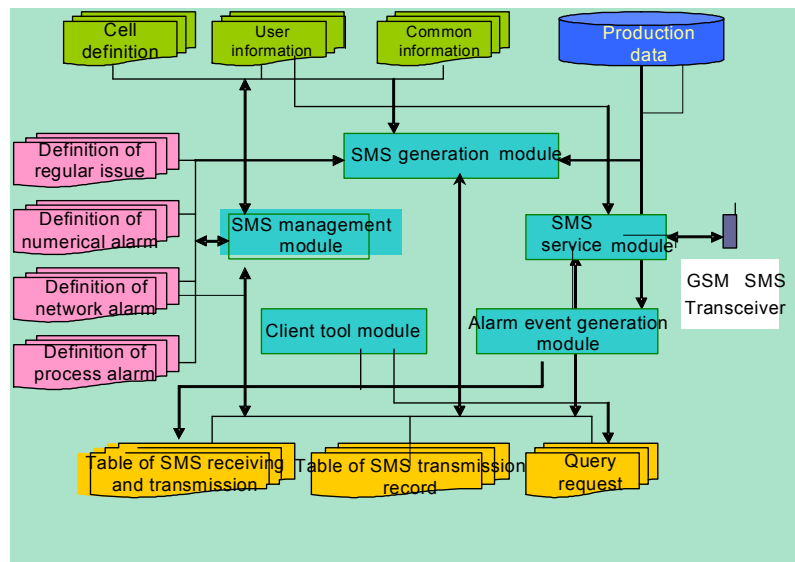 Cell
definition
User
information
Common
information
Production
data
Definition of
regular issue
SMS generation module
Definition of
numerical alarm
SMS management
module
SMS
service module
GSM SMS
Transceiver
Definition of
network alarm
Client tool module
Alarm event generation
module
Definition of
process alarm
Table of SMS receiving
and transmission
Table of SMS transmission
record
Query
request